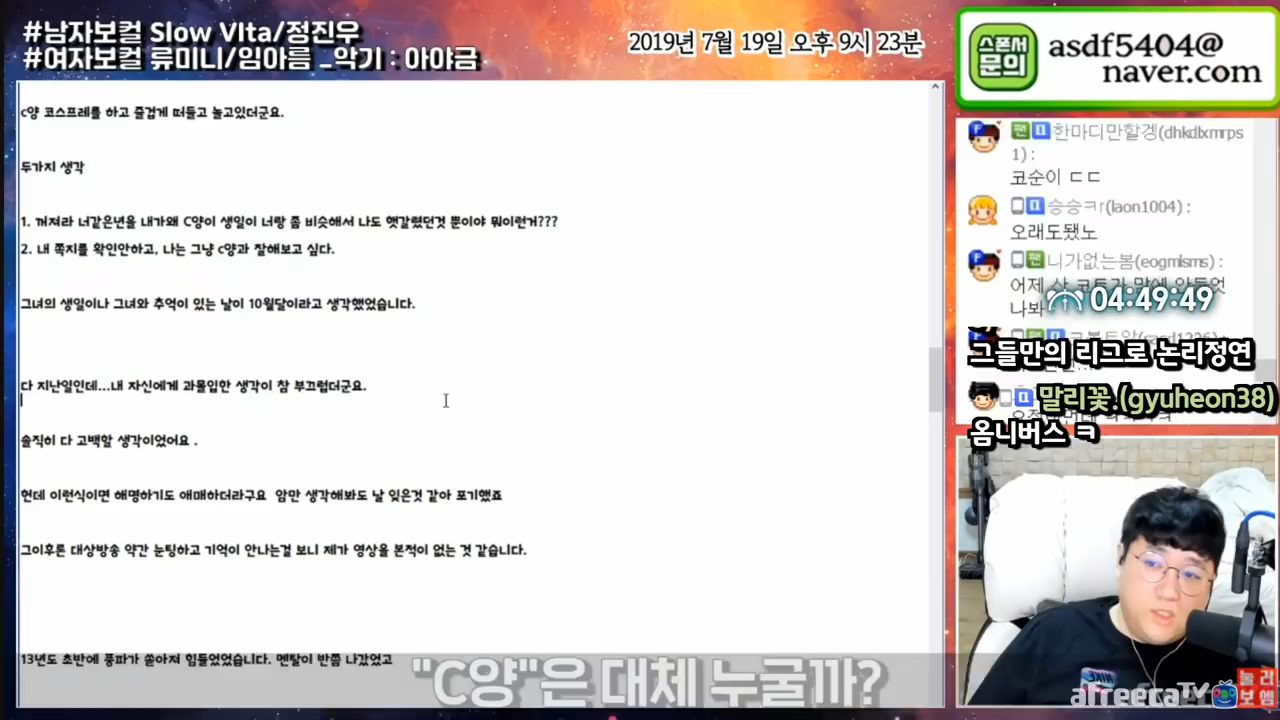 #남자보컬 Slow VIta/정진우
#여자보컬 류미니/임아름 _악기 : 아야금
2019년 7월 19일 오후 9시 23분
스폰서
문의
asdf5404@
naver.com
c양 코스프레를 하고 즐겁게 떠들고 놀고있더군요.
두가지 생각
1. 꺼져라 너같은년을 내가왜 C양이 생일이 너랑 좀 비슷해서 나도 햇갈렸던것 뿐이야 뭐이런거???
2. 내 쪽지를 확인안하고, 나는 그냥 c양과 잘해보고 싶다.
그녀의 생일이나 그녀와 추억이 있는 날이 10월달이라고 생각했었습니다.
다 지난일인데...내 자신에게 과몰입한 생각이 참 부끄럽더군요.
솔직히 다 고백할 생각이었어요 .
헌데 이런식이면 해명하기도 애매하더라구요 암만 생각해봐도 날 잊은것 같아 포기했죠
그이후론 대상방송 약간 눈팅하고 기억이 안나는걸 보니 제가 영상을 본적이 없는 것 같습니다.
13년도 초반에 풍파가 쏟아져 힘들었었습니다. 멘탈이 반쯤 나갔었고
"C양"은 대체 누굴까?
팬 한마디만할겡(dhkdlxmrps
1) :
코순이 ㄷㄷ
승승ㅋr(laon1004) :
오래도됐노
팬 니가없는봄(eogmlsms) :
어제 산 코트가 맘에 안들었
나봐
04:49:49
그들만의 리그로 논리정연
말리꽃.(gyuheon38)
옴니버스 ㅋ
afreecaTV
눌러
보쌤